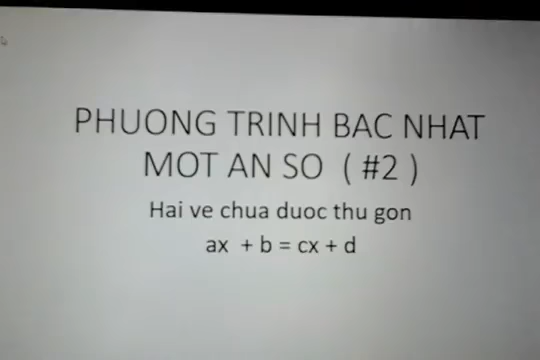 PHUONG TRINH BAC NHAT
MOT AN SO ( #2 )
Hai ve chua duoc thu gon
ax + b = cx + d